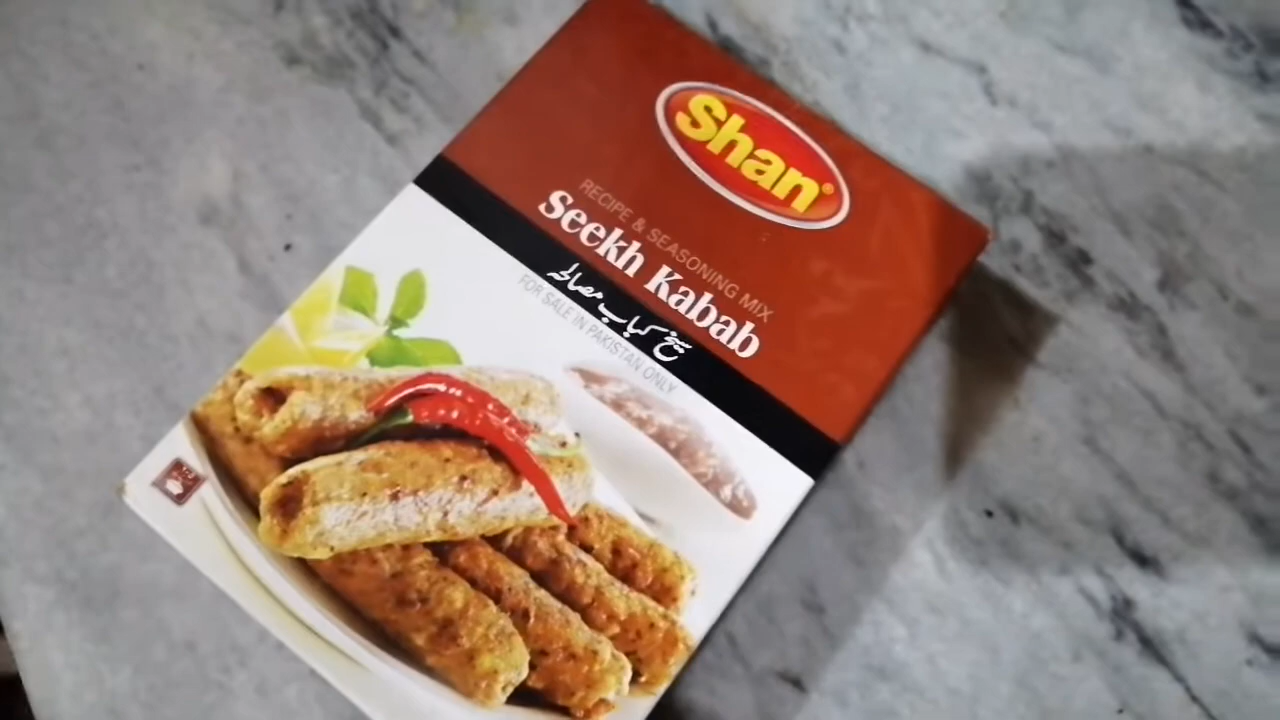 Shan®
RECIPE & SEASONING MIX
Seekh Kabab
سیخ کباب مصالحہ
FOR SALE IN PAKISTAN ONLY